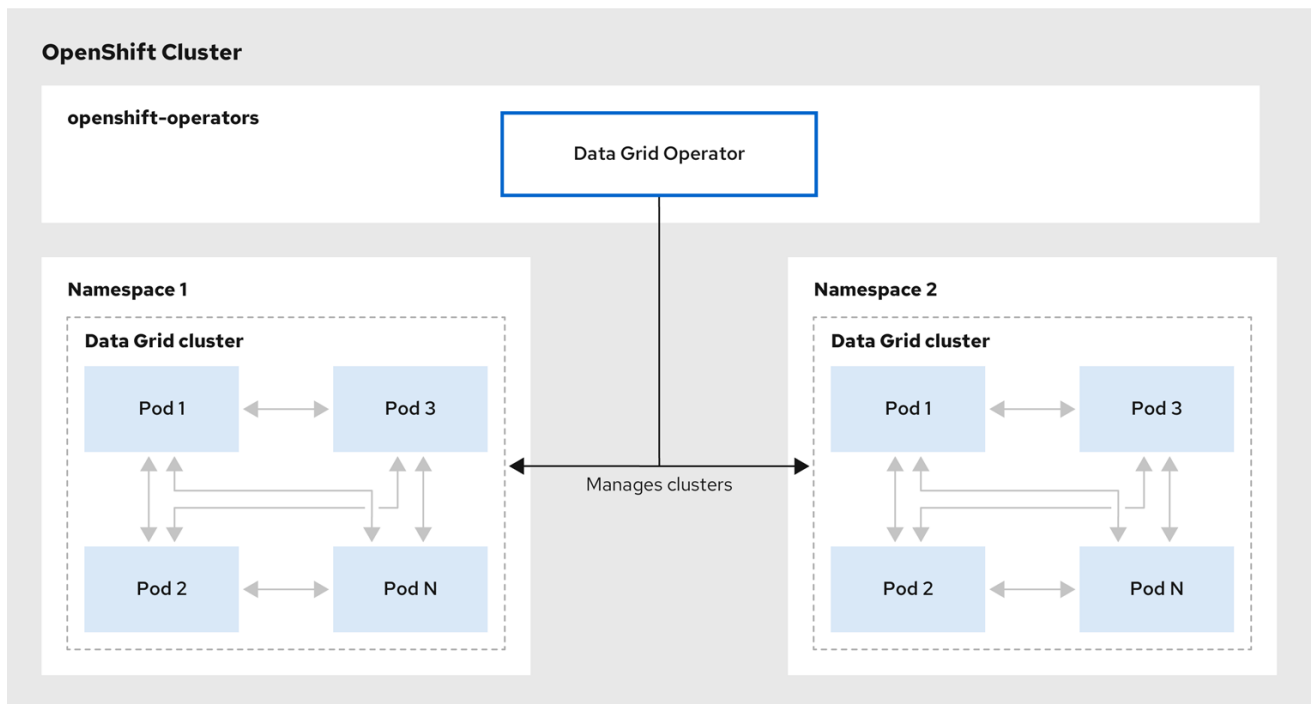 OpenShift Cluster
openshift-operators
Data Grid Operator
Namespace 1
Data Grid cluster
Pod 1
Pod 3
Pod 2
Pod N
Manages clusters
Namespace 2
Data Grid cluster
Pod 1
Pod 3
Pod 2
Pod N